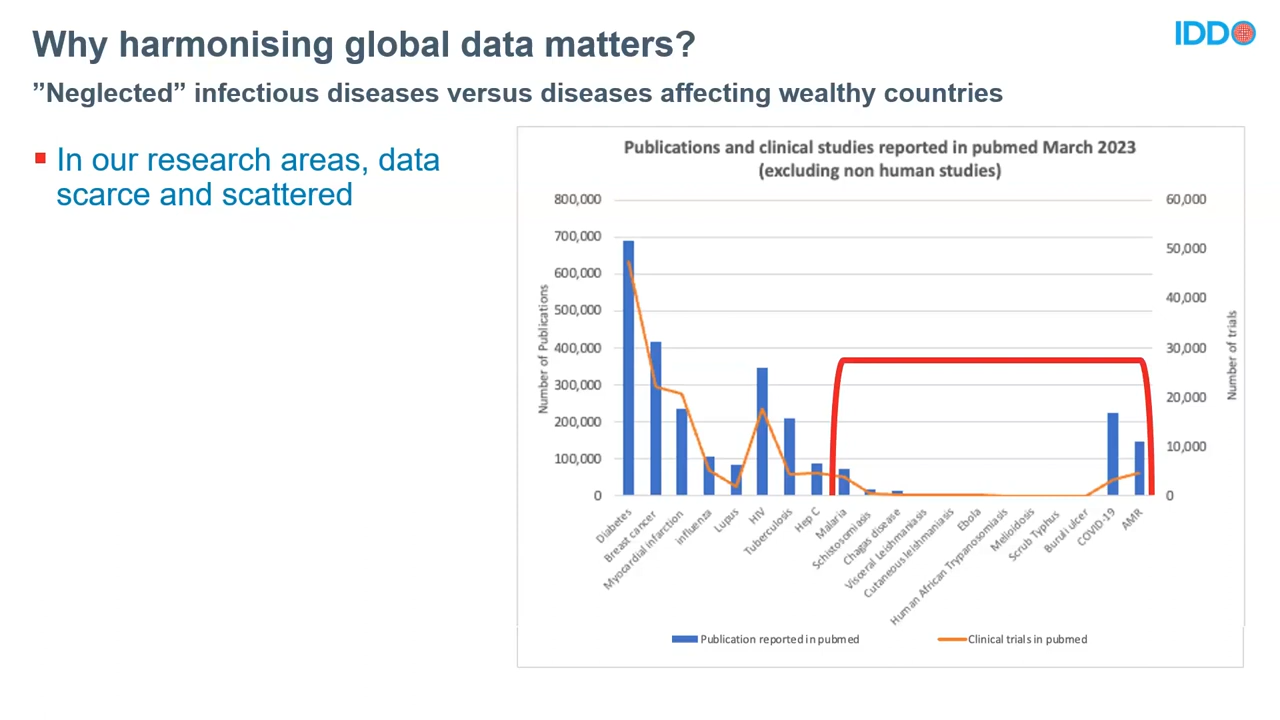 Why harmonising global data matters?
IDDO
”Neglected” infectious diseases versus diseases affecting wealthy countries
In our research areas, data
scarce and scattered
Publications and clinical studies reported in pubmed March 2023
(excluding non human studies)
800,000
700,000
600,000
500,000
400,000
300,000
200,000
100,000
0
Number of Publications
60,000
50,000
40,000
30,000
20,000
10,000
0
Number of trials
Diabetes
Breast cancer
Myocardial infarction
influenza
Lupus
HIV
Tuberculosis
Hep C
Malaria
Schistosomiasis
Chagas disease
Visceral Leishmaniasis
Cutaneous leishmaniasis
Ebola
Human African Trypanosomiasis
Melioidosis
Scrub Typhus
Buruli ulcer
COVID-19
AMR
Publication reported in pubmed
Clinical trials in pubmed